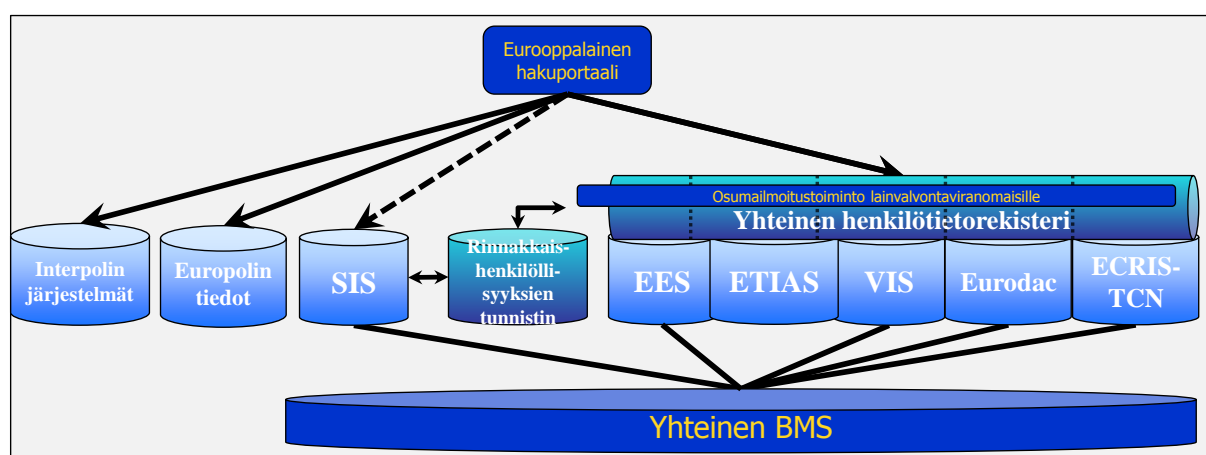 Eurooppalainen
hakuportaali
Osumailmoitustoiminto lainvalvontaviranomaisille
Yhteinen henkilötietorekisteri
Interpolin
järjestelmät
Europolin
tiedot
SIS
Rinnakkais-
henkilölli-
syyksien
tunnistin
EES
ETIAS
VIS
Eurodac
ECRIS-
TCN
Yhteinen BMS